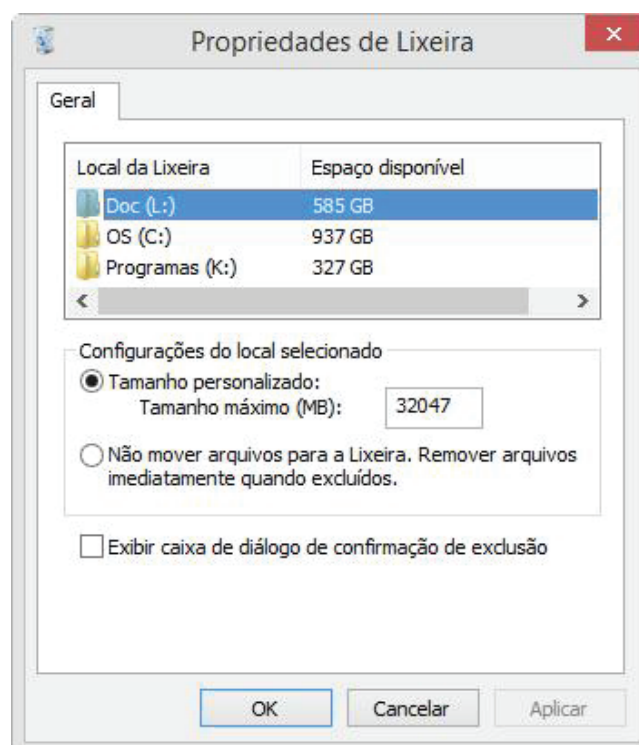 Propriedades de Lixeira
Geral
Local da Lixeira Espaço disponível
Doc (L:) 585 GB
OS (C:) 937 GB
Programas (K:) 327 GB
Configurações do local selecionado
Tamanho personalizado:
Tamanho máximo (MB): 32047
Não mover arquivos para a Lixeira. Remover arquivos
imediatamente quando excluídos.
Exibir caixa de diálogo de confirmação de exclusão
OK Cancelar Aplicar